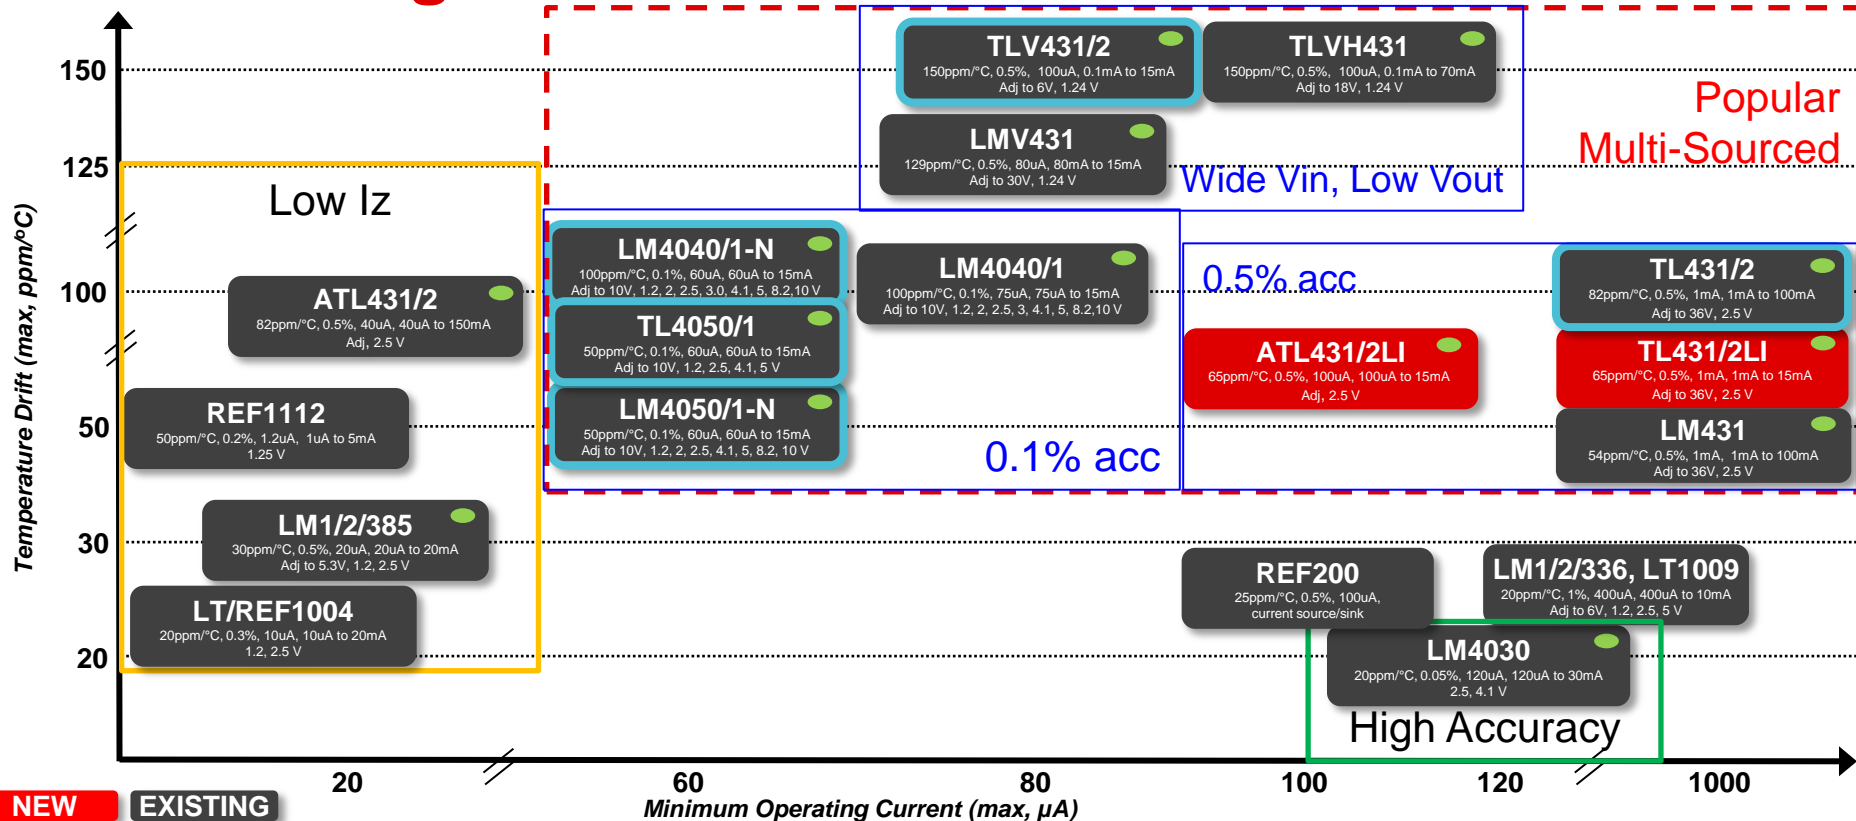 TLV431/2
150ppm/°C, 0.5%, 100uA, 0.1mA to 15mA
Adj to 6V, 1.24 V
TLVH431
150ppm/°C, 0.5%, 100uA, 0.1mA to 70mA
Adj to 18V, 1.24 V
Popular
Multi-Sourced
LMV431
129ppm/°C, 0.5%, 80uA, 80mA to 15mA
Adj to 30V, 1.24 V
Wide Vin, Low Vout
Low Iz
LM4040/1-N
100ppm/°C, 0.1%, 60uA, 60uA to 15mA
Adj to 10V, 1.2, 2, 2.5, 3.0, 4.1, 5, 8.2,10 V
LM4040/1
100ppm/°C, 0.1%, 75uA, 75uA to 15mA
Adj to 10V, 1.2, 2, 2.5, 3, 4.1, 5, 8.2,10 V
0.5% acc
TL431/2
82ppm/°C, 0.5%, 1mA, 1mA to 100mA
Adj to 36V, 2.5 V
ATL431/2
82ppm/°C, 0.5%, 40uA, 40uA to 150mA
Adj, 2.5 V
TL4050/1
50ppm/°C, 0.1%, 60uA, 60uA to 15mA
Adj to 10V, 1.2, 2.5, 4.1, 5 V
ATL431/2LI
65ppm/°C, 0.5%, 100uA, 100uA to 15mA
Adj, 2.5 V
TL431/2LI
65ppm/°C, 0.5%, 1mA, 1mA to 15mA
Adj to 36V, 2.5 V
REF1112
50ppm/°C, 0.2%, 1.2uA, 1uA to 5mA
1.25 V
LM4050/1-N
50ppm/°C, 0.1%, 60uA, 60uA to 15mA
Adj to 10V, 1.2, 2, 2.5, 4.1, 5, 8.2, 10 V
0.1% acc
LM431
54ppm/°C, 0.5%, 1mA, 1mA to 100mA
Adj to 36V, 2.5 V
LM1/2/385
30ppm/°C, 0.5%, 20uA, 20uA to 20mA
Adj to 5.3V, 1.2, 2.5 V
REF200
25ppm/°C, 0.5%, 100uA,
current source/sink
LM1/2/336, LT1009
20ppm/°C, 1%, 400uA, 400uA to 10mA
Adj to 6V, 1.2, 2.5, 5 V
LT/REF1004
20ppm/°C, 0.3%, 10uA, 10uA to 20mA
1.2, 2.5 V
LM4030
20ppm/°C, 0.05%, 120uA, 120uA to 30mA
2.5, 4.1 V
High Accuracy
Temperature Drift (max, ppm/°C)
150
125
100
50
30
20
20
60
80
100
120
1000
Minimum Operating Current (max, µA)
NEW
EXISTING